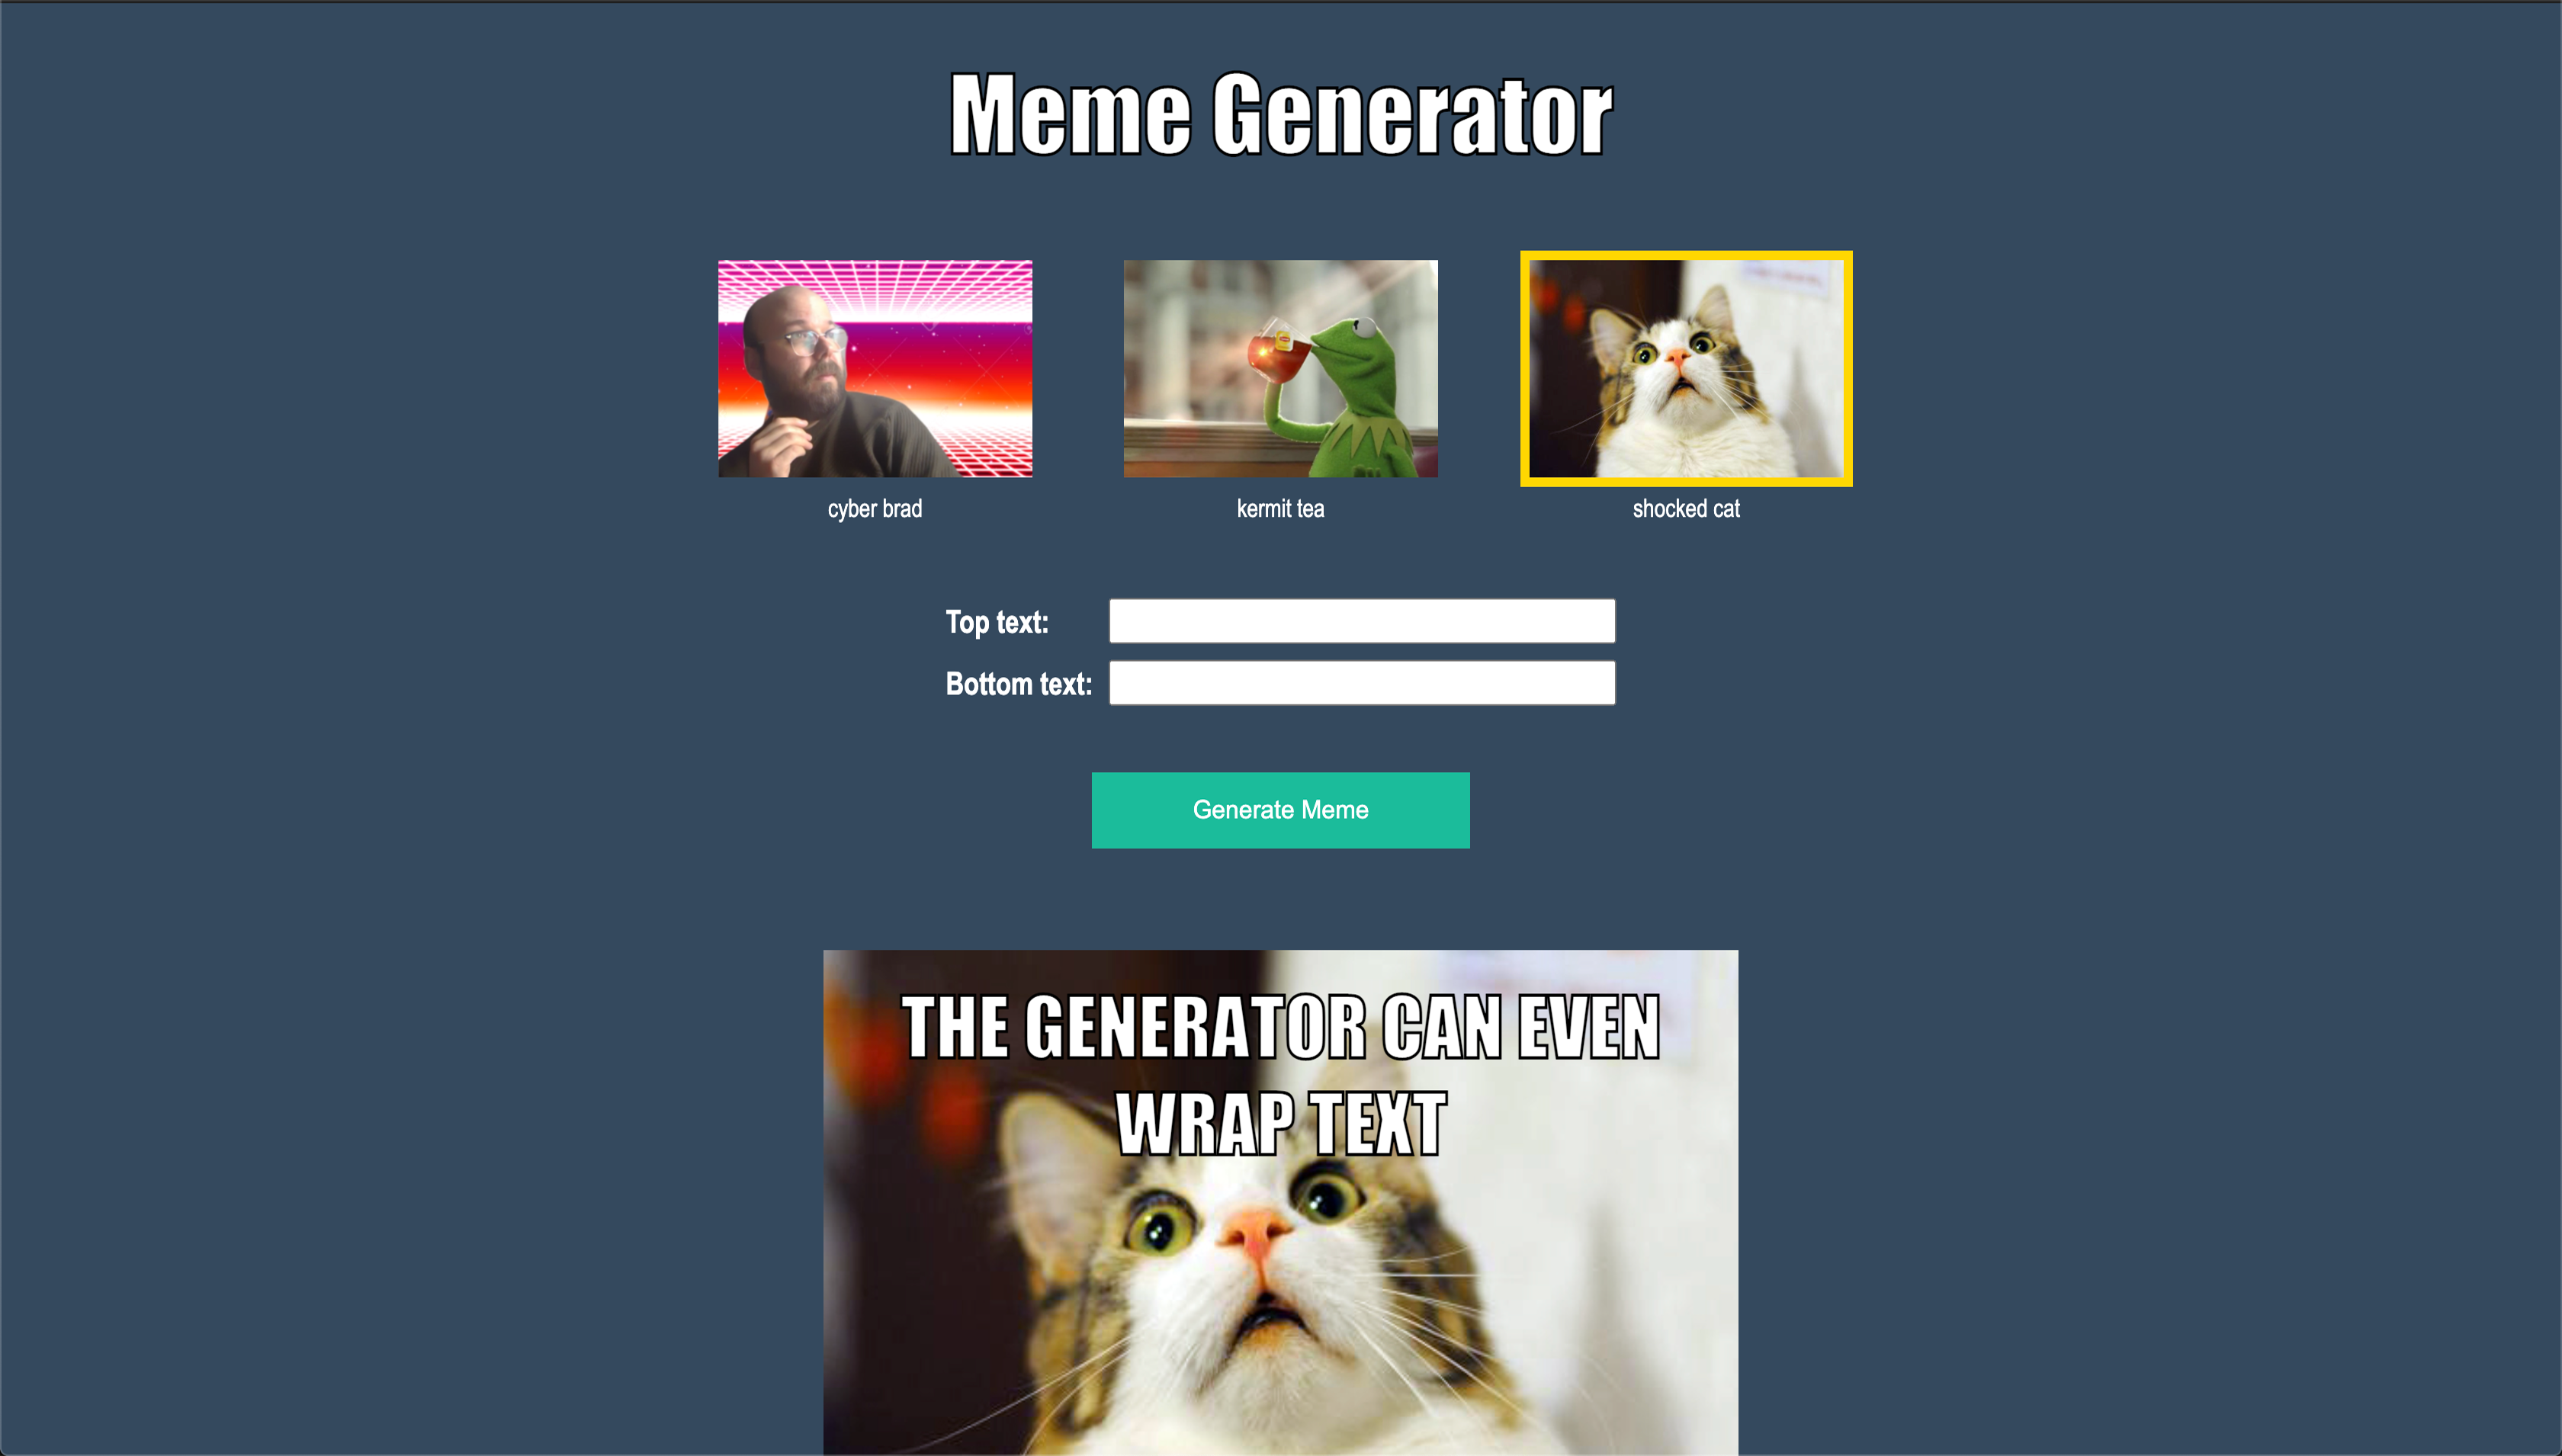 Meme Generator
cyber brad
kermit tea
shocked cat
Top text:
Bottom text:
Generate Meme
THE GENERATOR CAN EVEN
WRAP TEXT